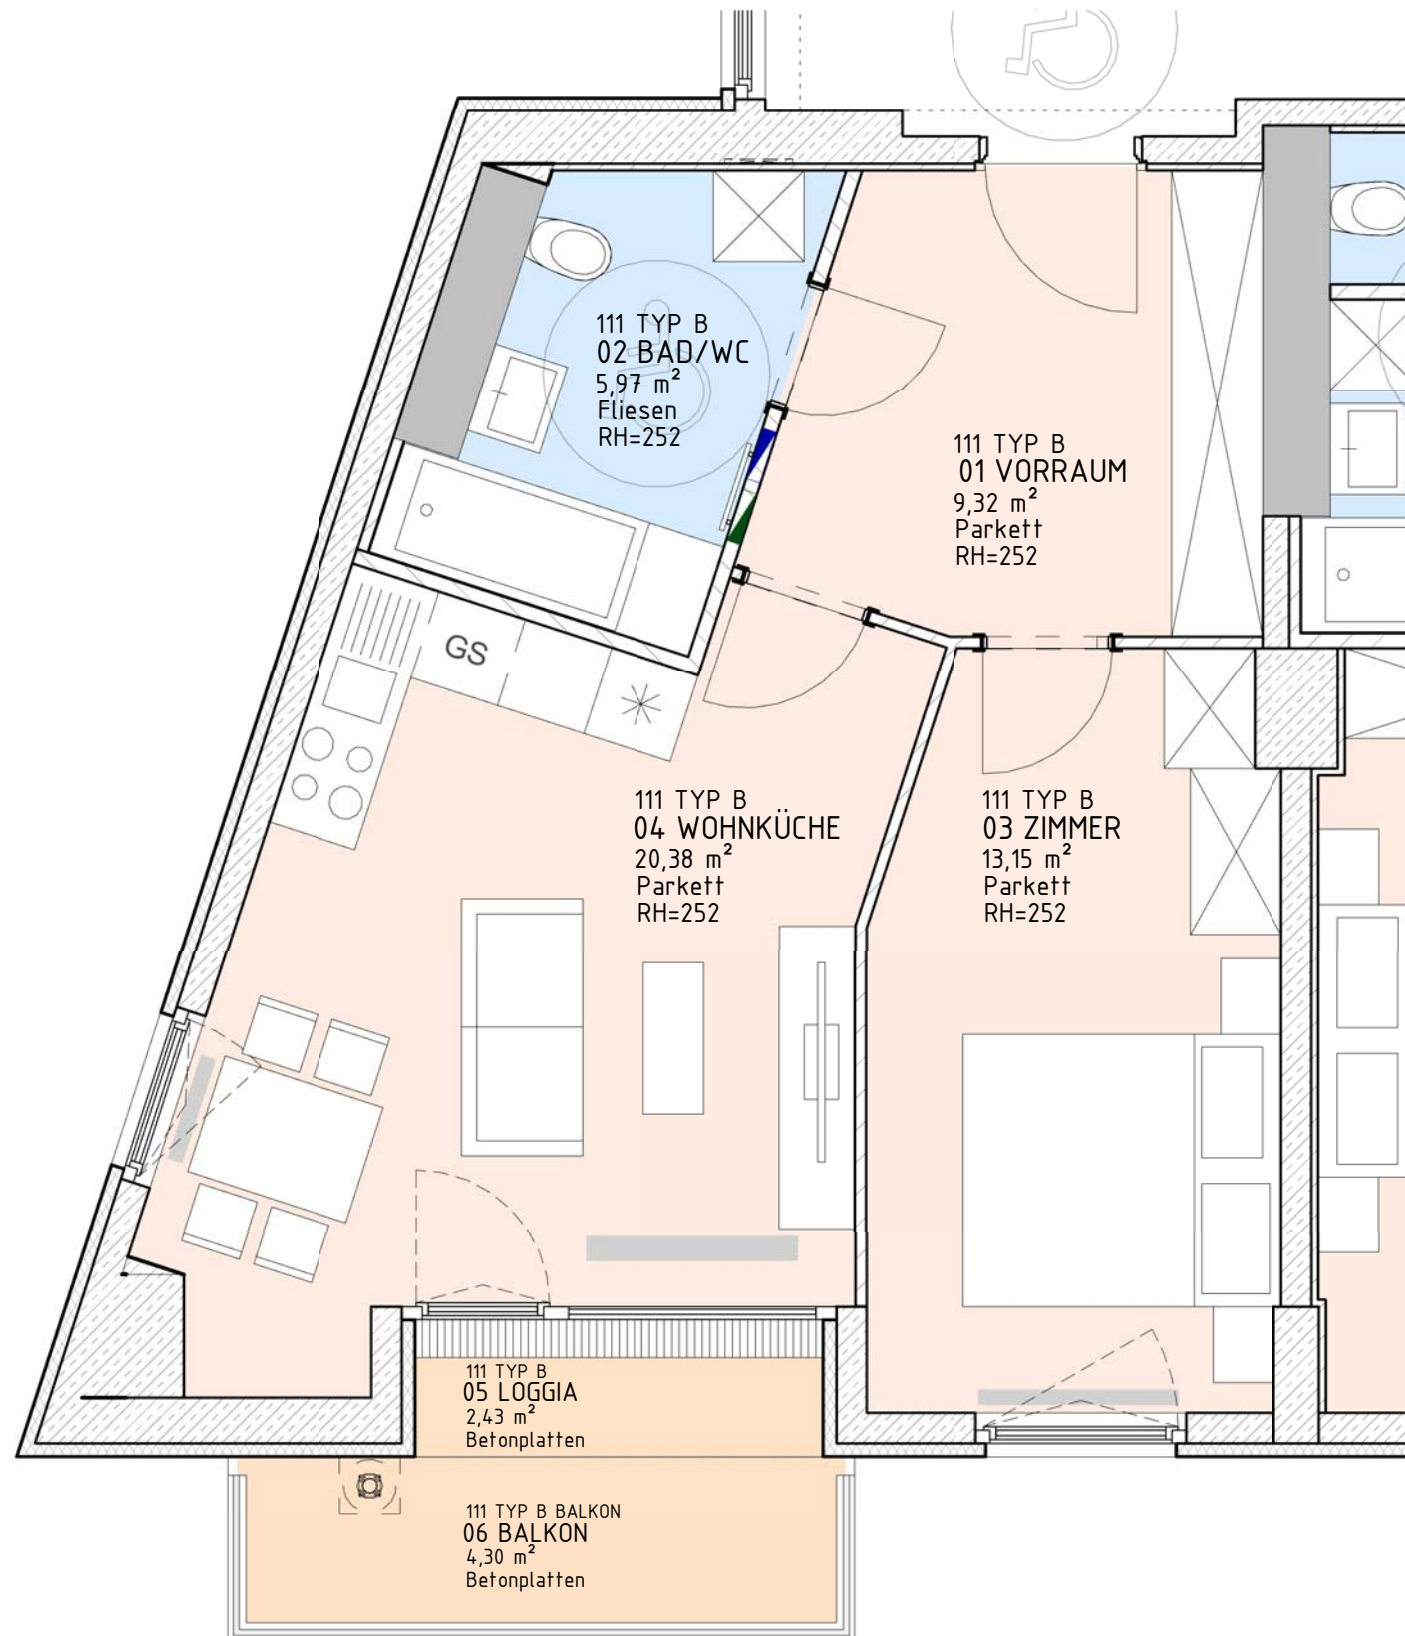 111 TYP B
02 BAD/WC
5,97 m²
Fliesen
RH=252
111 TYP B
01 VORRAUM
9,32 m²
Parkett
RH=252
GS
111 TYP B
04 WOHNKÜCHE
20,38 m²
Parkett
RH=252
111 TYP B
03 ZIMMER
13,15 m²
Parkett
RH=252
111 TYP B
05 LOGGIA
2,43 m²
Betonplatten
111 TYP B BALKON
06 BALKON
4,30 m²
Betonplatten